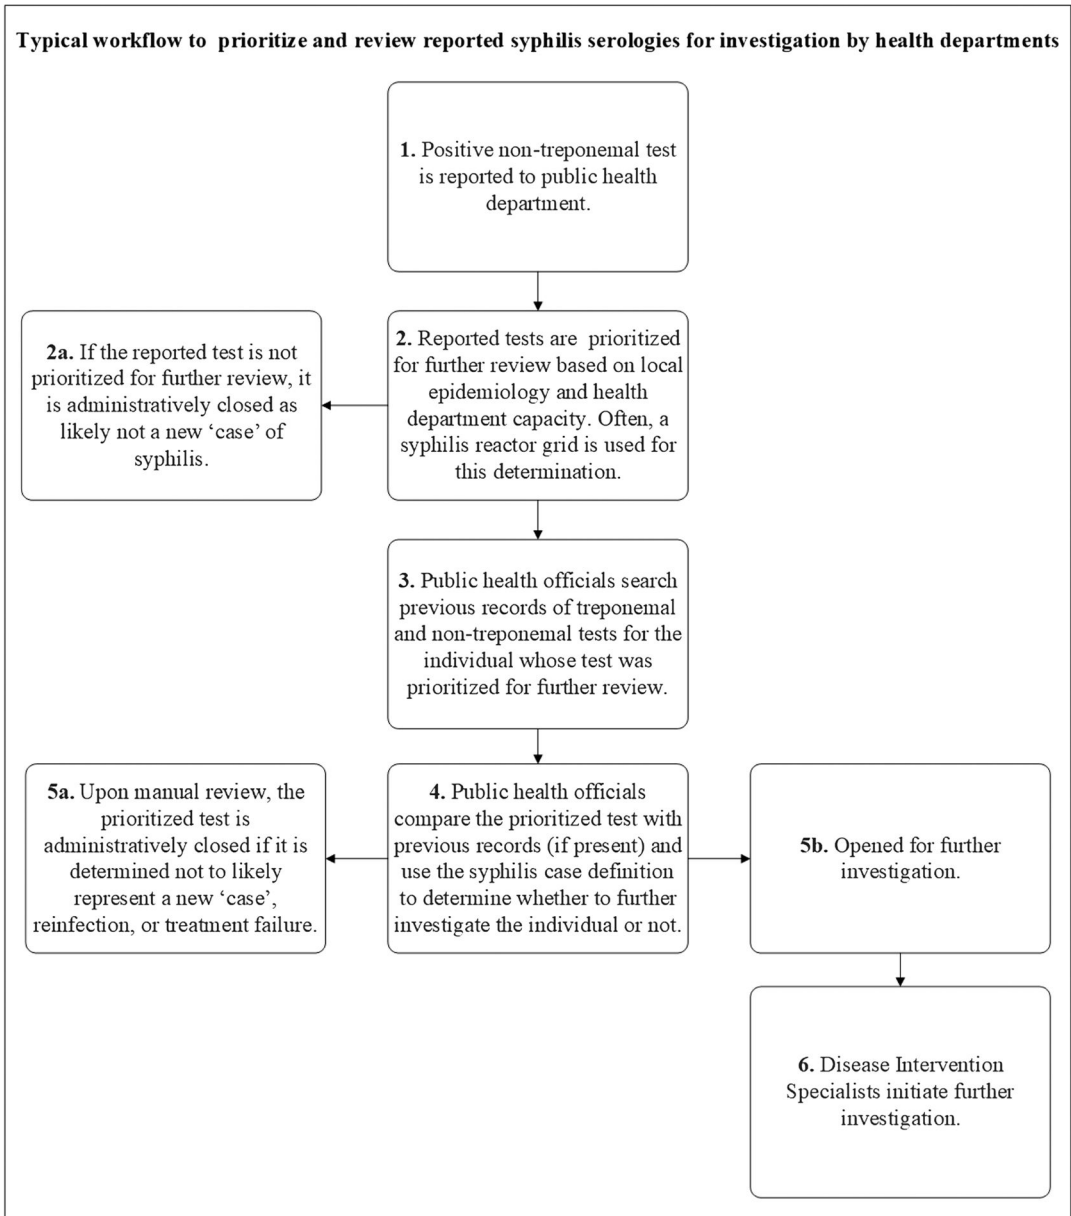 Typical workflow to prioritize and review reported syphilis serologies for investigation by health departments
1. Positive non-treponemal test
is reported to public health
department.
2a. If the reported test is not
prioritized for further review, it
is administratively closed as
likely not a new ‘case’ of
syphilis.
2. Reported tests are prioritized
for further review based on local
epidemiology and health
department capacity. Often, a
syphilis reactor grid is used for
this determination.
3. Public health officials search
previous records of treponemal
and non-treponemal tests for the
individual whose test was
prioritized for further review.
5a. Upon manual review, the
prioritized test is
administratively closed if it is
determined not to likely
represent a new ‘case’,
reinfection, or treatment failure.
4. Public health officials
compare the prioritized test with
previous records (if present) and
use the syphilis case definition
to determine whether to further
investigate the individual or not.
5b. Opened for further
investigation.
6. Disease Intervention
Specialists initiate further
investigation.